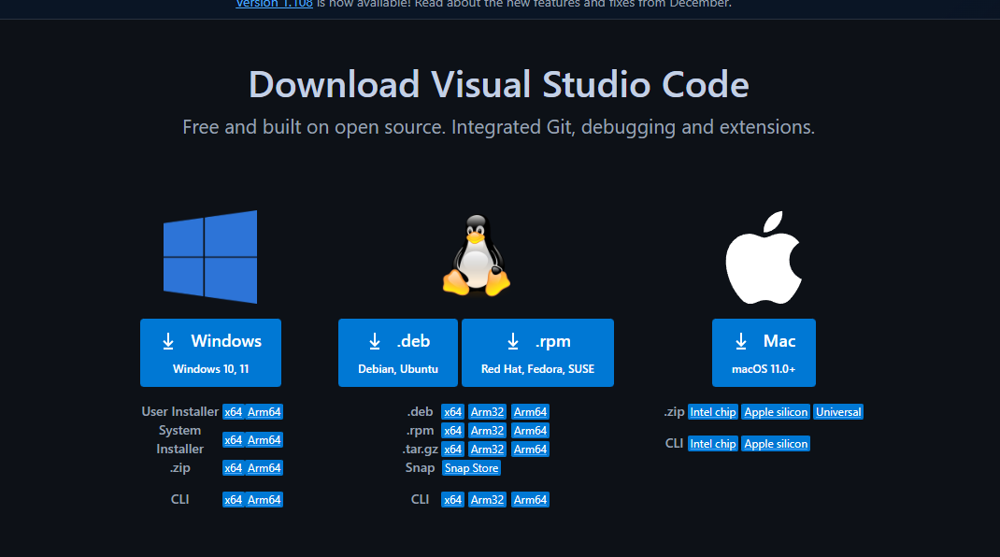 Version 1.108 is now available! Read about the new features and fixes from December.
Download Visual Studio Code
Free and built on open source. Integrated Git, debugging and extensions.
Windows
Windows 10, 11
User Installer x64 Arm64
System
Installer x64 Arm64
.zip x64 Arm64
CLI x64 Arm64
.deb
Debian, Ubuntu
.rpm
Red Hat, Fedora, SUSE
.deb x64 Arm32 Arm64
.rpm x64 Arm32 Arm64
.tar.gz x64 Arm32 Arm64
Snap Snap Store
CLI x64 Arm32 Arm64
Mac
macOS 11.0+
.zip Intel chip Apple silicon Universal
CLI Intel chip Apple silicon